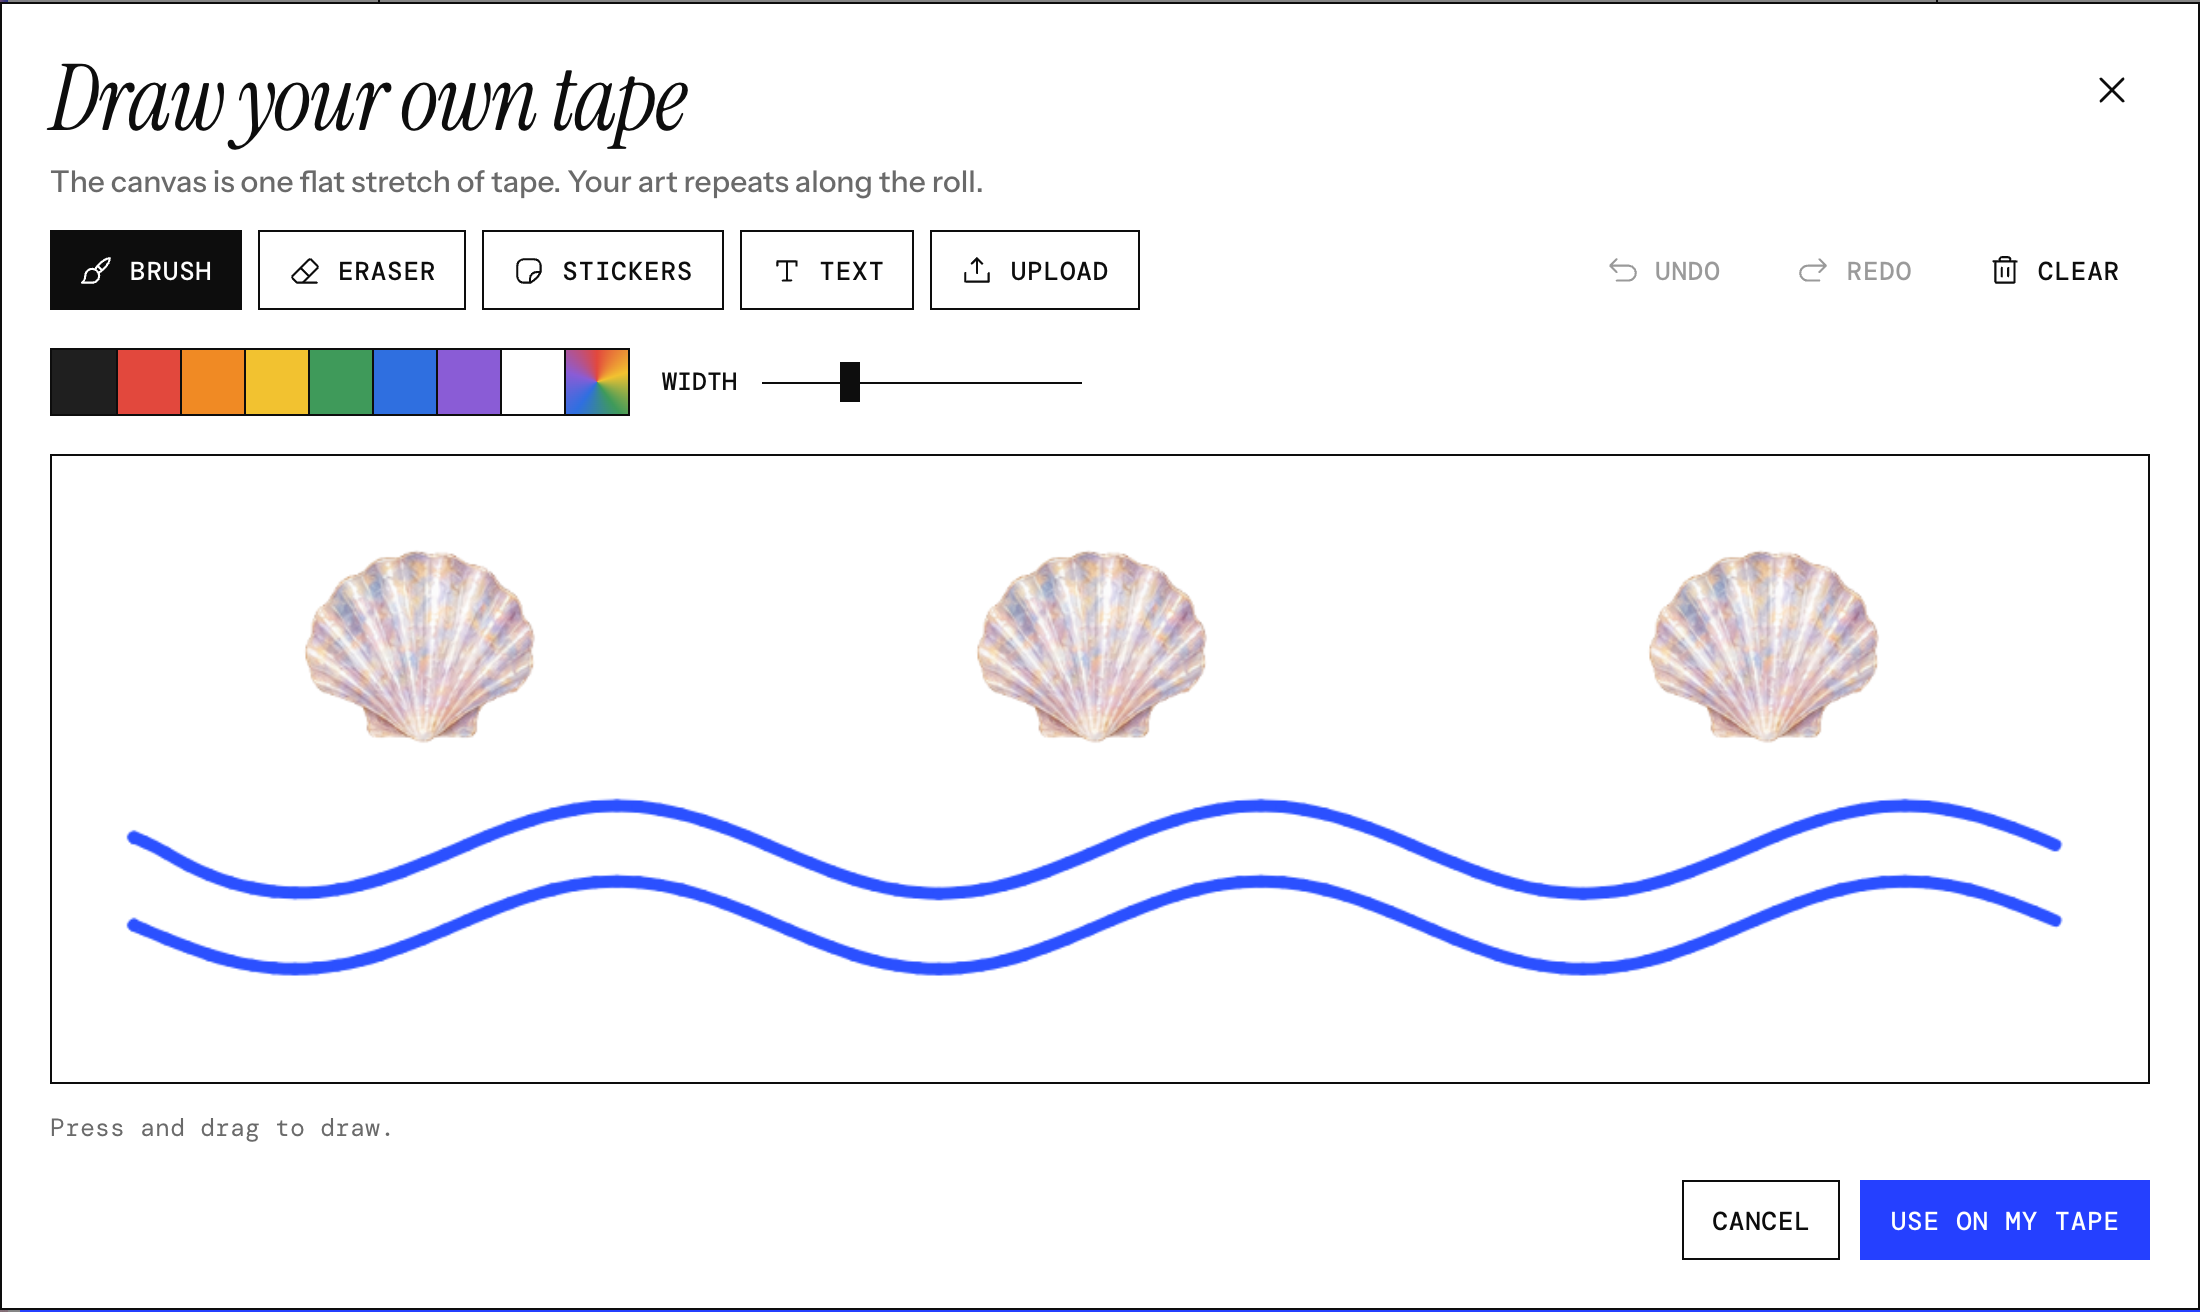 Draw your own tape
The canvas is one flat stretch of tape. Your art repeats along the roll.
BRUSH ERASER STICKERS TEXT UPLOAD UNDO REDO CLEAR
WIDTH
Press and drag to draw.
CANCEL USE ON MY TAPE